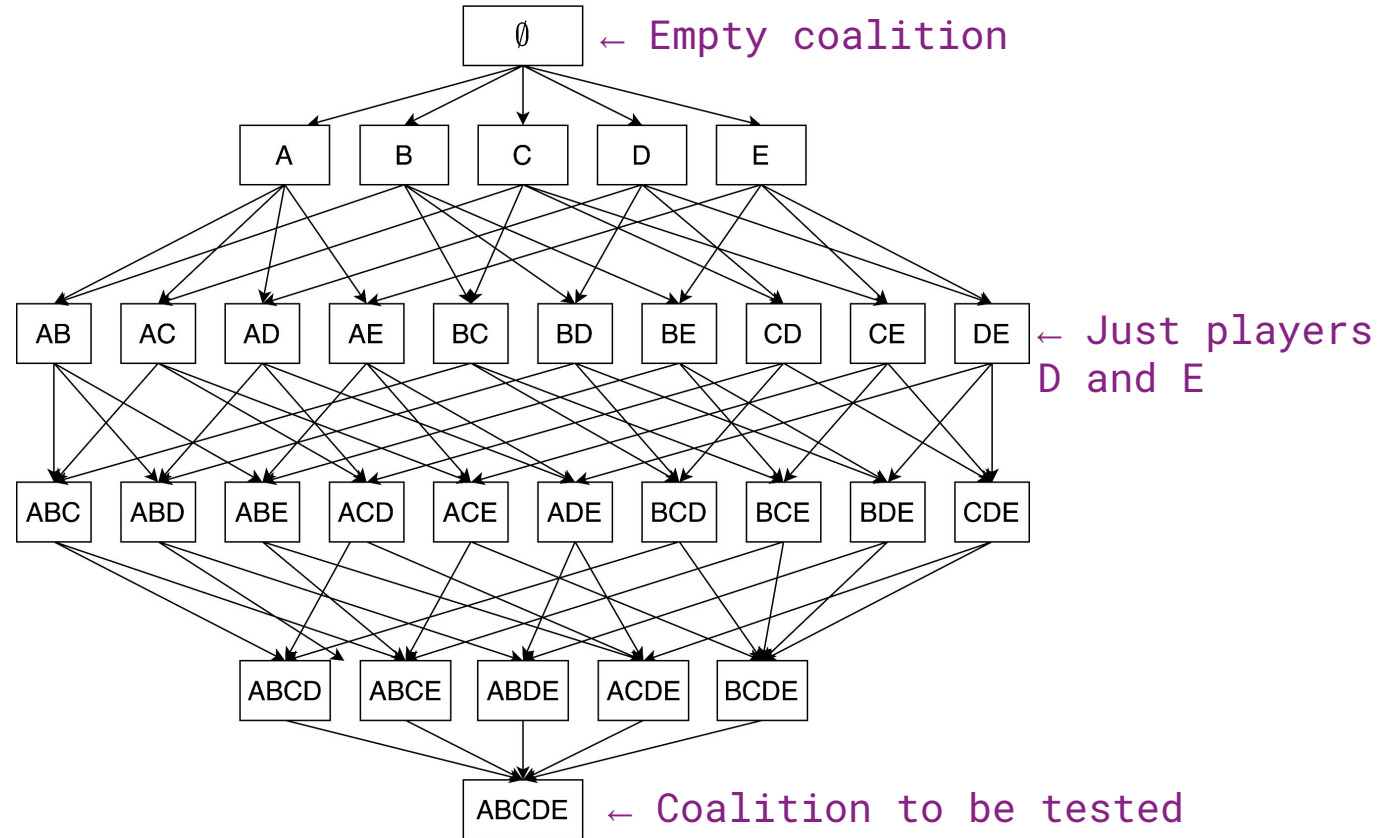 ∅ ← Empty coalition
A B C D E
AB AC AD AE BC BD BE CD CE DE ← Just players
D and E
ABC ABD ABE ACD ACE ADE BCD BCE BDE CDE
ABCD ABCE ABDE ACDE BCDE
ABCDE ← Coalition to be tested